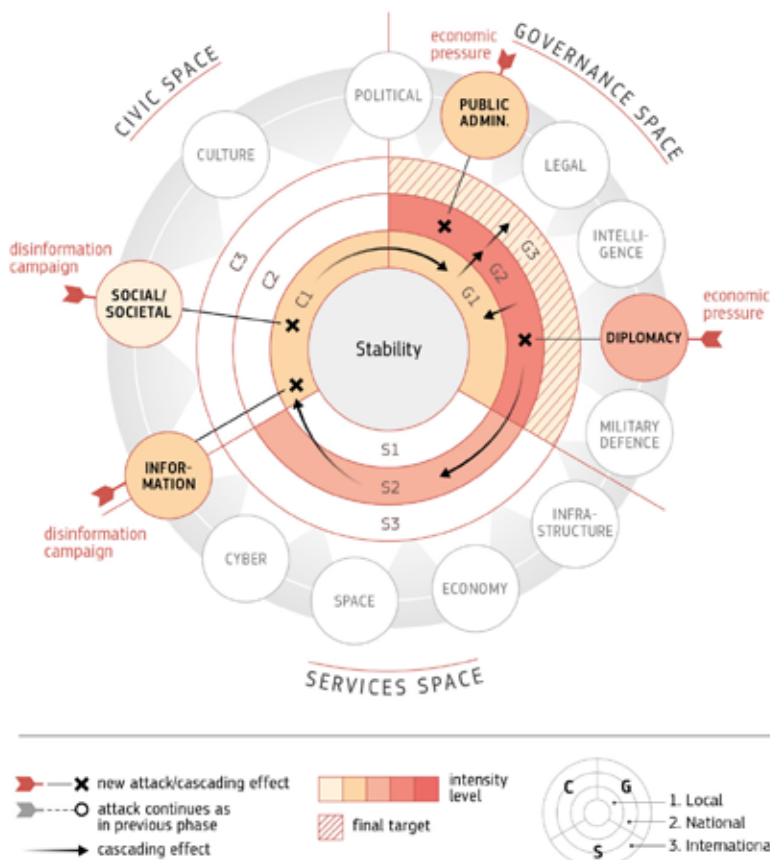 CIVIC SPACE
GOVERNANCE SPACE
economic
pressure
POLITICAL
PUBLIC
ADMIN.
CULTURE
LEGAL
INTELLI-
GENCE
disinformation
campaign
SOCIAL/
SOCIETAL
C3
C2
C1
G1
G2
G3
economic
pressure
DIPLOMACY
Stability
MILITARY
DEFENCE
INFOR-
MATION
disinformation
campaign
S1
S2
S3
INFRA-
STRUCTURE
CYBER
SPACE
ECONOMY
SERVICES SPACE
new attack/cascading effect
attack continues as
in previous phase
cascading effect
intensity
level
final target
C
G
S
1. Local
2. National
3. Internationa